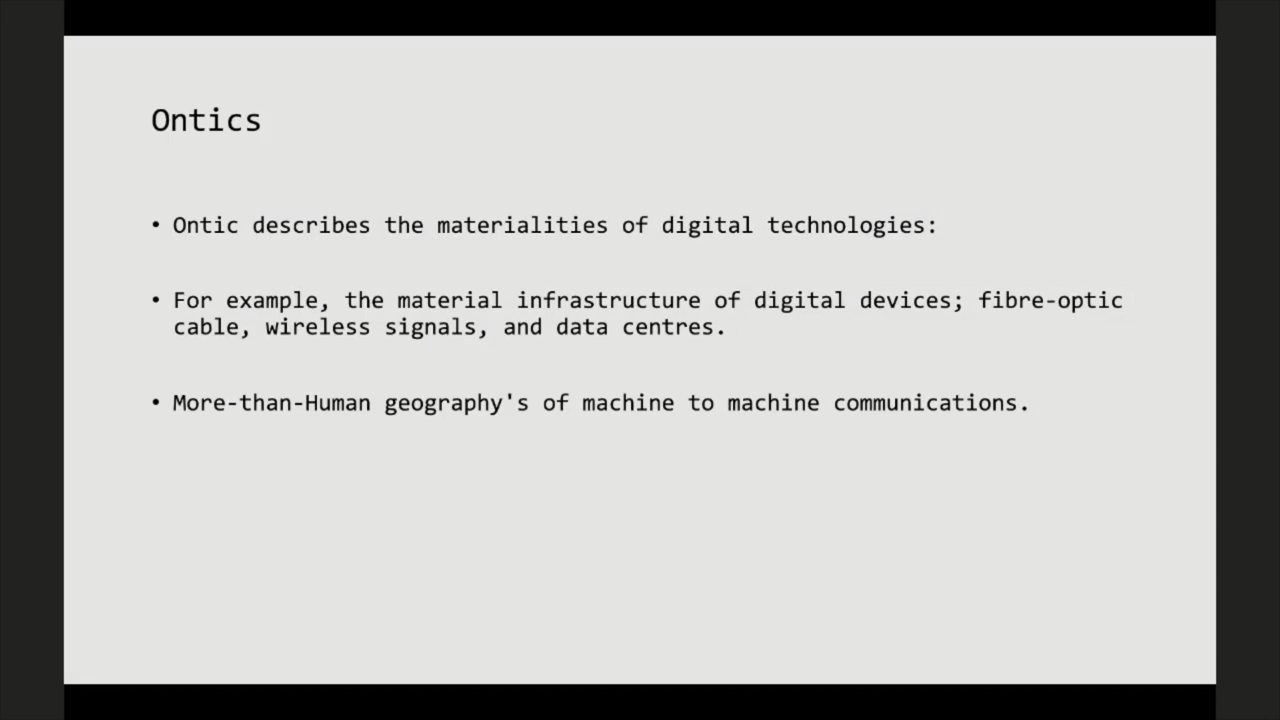 Ontics
• Ontic describes the materialities of digital technologies:
• For example, the material infrastructure of digital devices; fibre-optic
cable, wireless signals, and data centres.
• More-than-Human geography's of machine to machine communications.